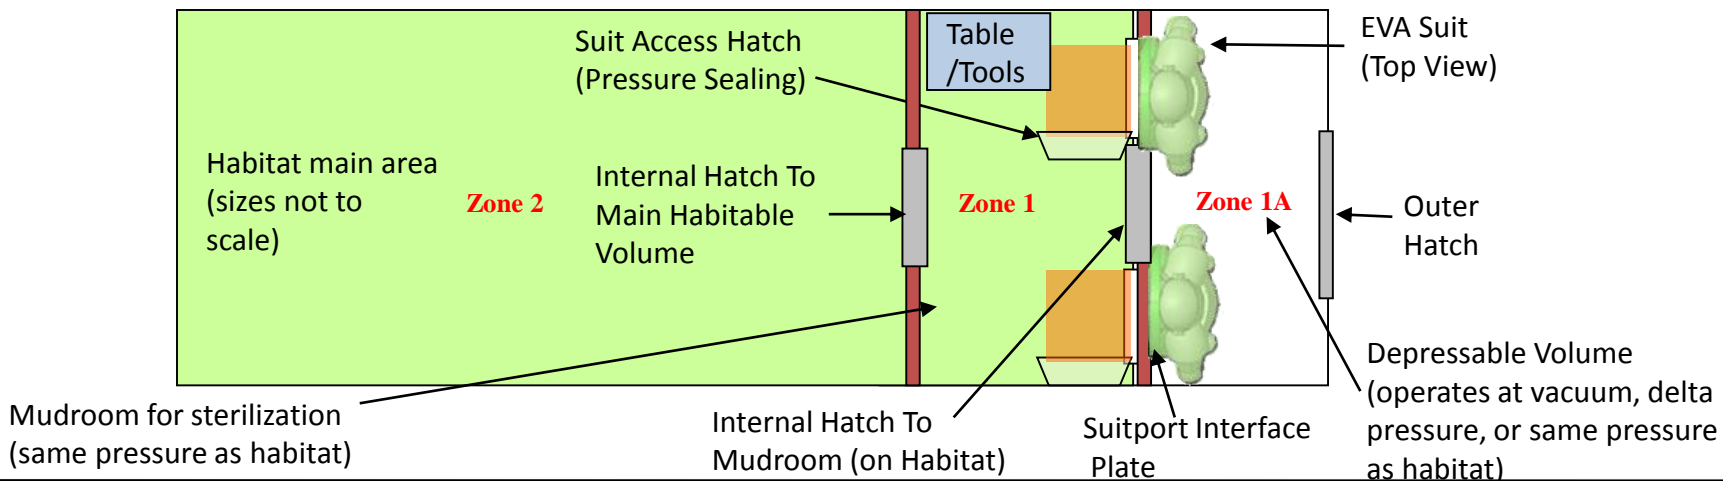 Suit Access Hatch
(Pressure Sealing)
Table
/Tools
EVA Suit
(Top View)
Habitat main area
(sizes not to
scale)
Zone 2
Internal Hatch To
Main Habitable
Volume
Zone 1
Zone 1A
Outer
Hatch
Mudroom for sterilization
(same pressure as habitat)
Internal Hatch To
Mudroom (on Habitat)
Suitport Interface
Plate
Depressable Volume
(operates at vacuum, delta
pressure, or same pressure
as habitat)